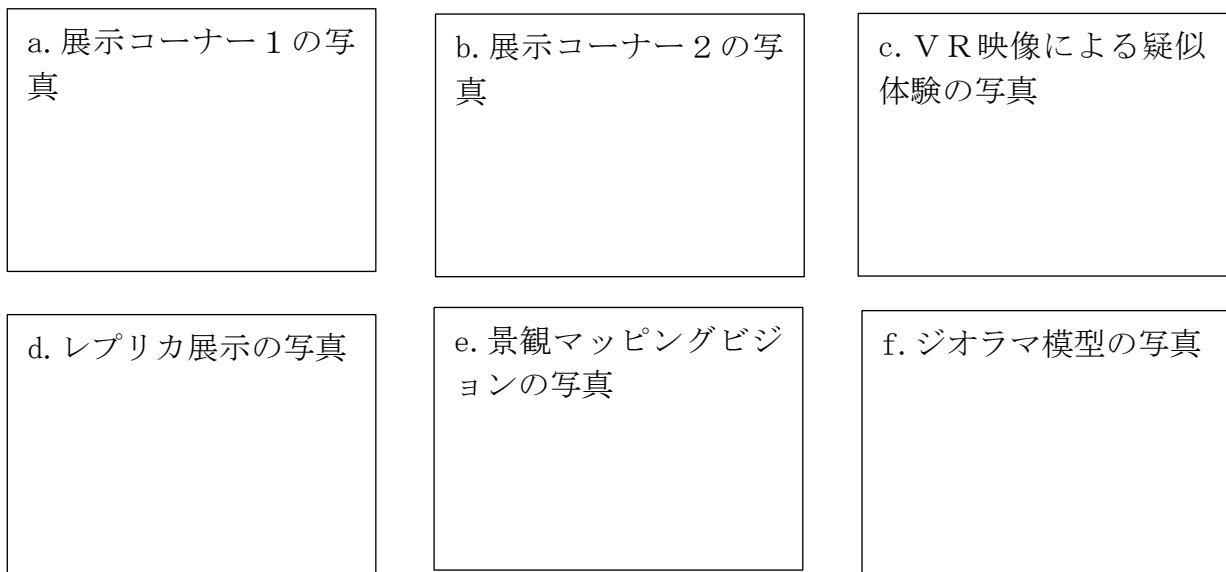 a.展示コーナー１の写
真
b.展示コーナー２の写
真
c.ＶＲ映像による疑似
体験の写真
d.レプリカ展示の写真
e.景観マッピングビジ
ョンの写真
f.ジオラマ模型の写真